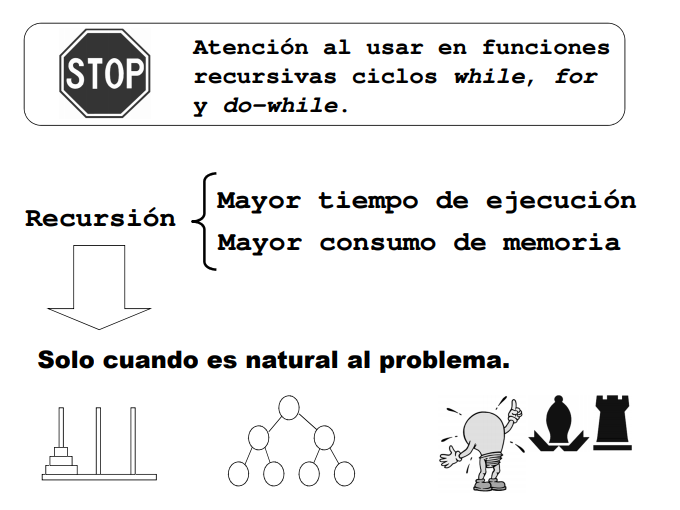 STOP
Atención al usar en funciones
recursivas ciclos while, for
y do-while.
Recursión
Mayor tiempo de ejecución
Mayor consumo de memoria
Solo cuando es natural al problema.